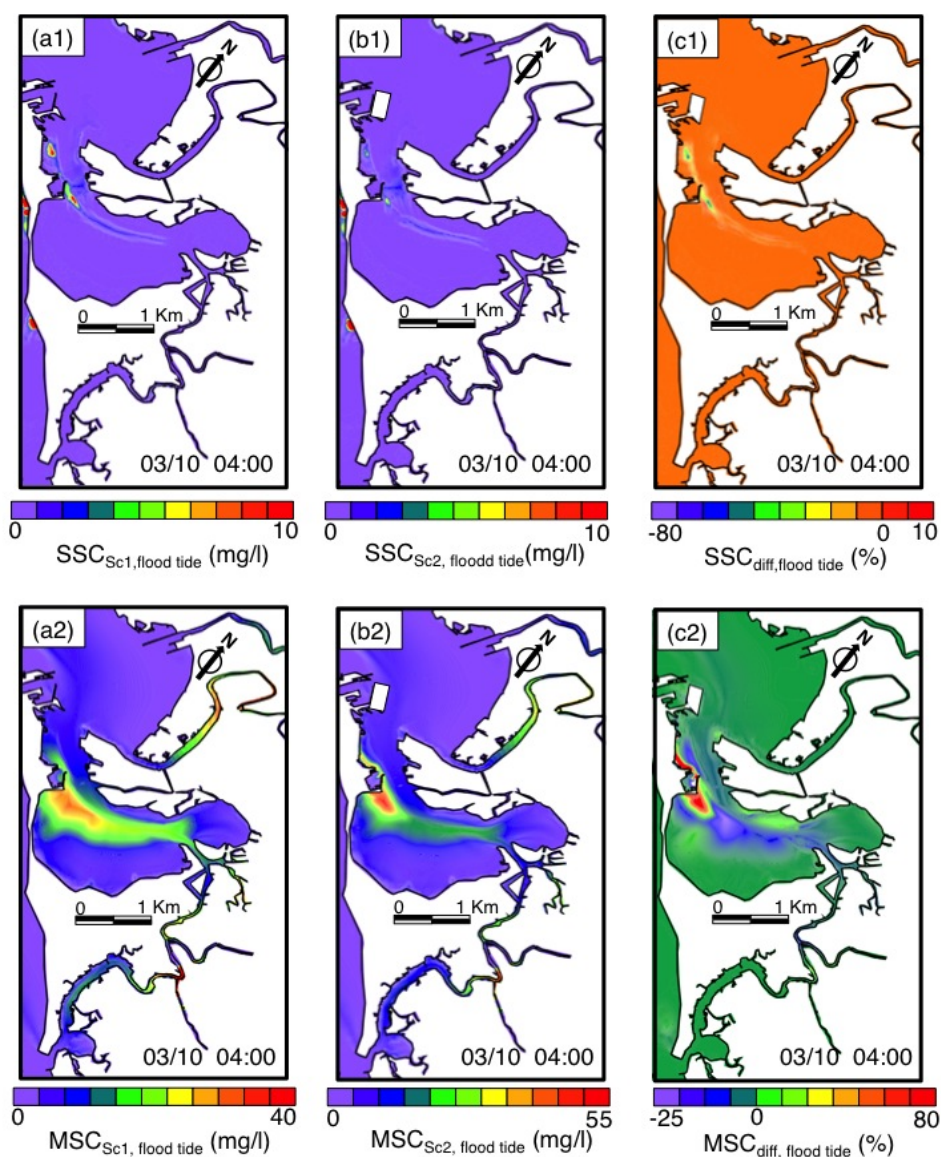 (a1) N (b1) N (c1) N
0 1 Km 0 1 Km 0 1 Km
03/10 04:00 03/10 04:00 03/10 04:00
0 10 0 10 -80 0 10
SSCSc1,flood tide (mg/l) SSCSc2, floodd tide(mg/l) SSCdiff,flood tide (%)
(a2) N (b2) N (c2) N
0 1 Km 0 1 Km 0 1 Km
03/10 04:00 03/10 04:00 03/10 04:00
0 40 0 55 -25 0 80
MSCSc1, flood tide (mg/l) MSCSc2, flood tide (mg/l) MSCdiff, flood tide (%)